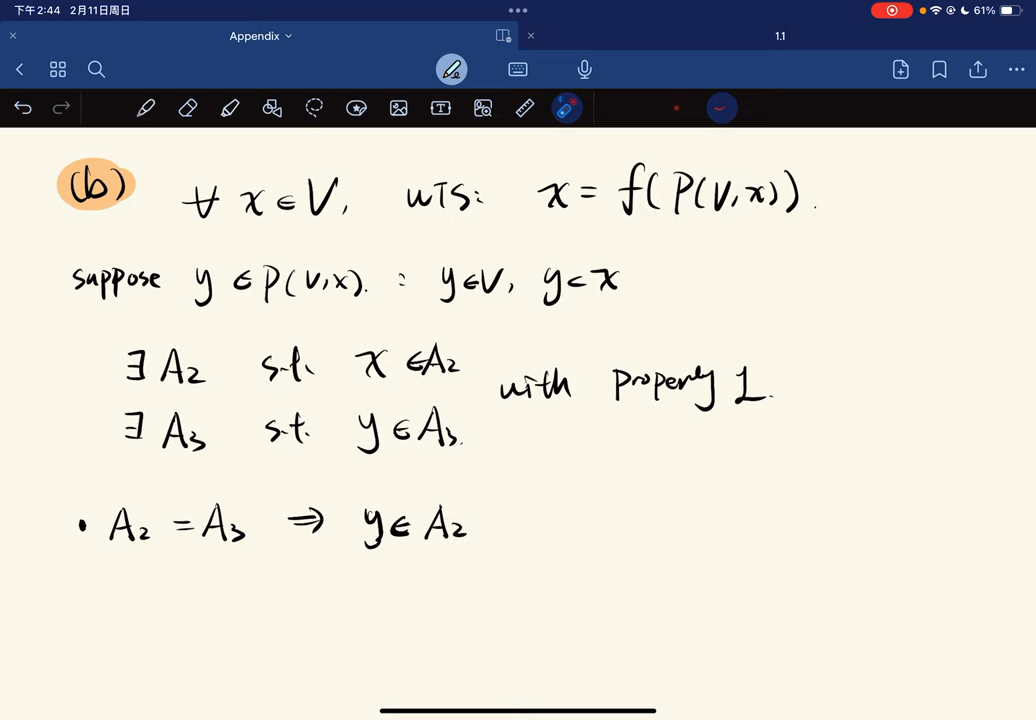 下午2:44 2月11日周日
61%
Appendix
1.1
(b) ∀ x ∈ V, WTS: x = f(P(V,x)).
suppose y ∈ P(V,x). : y ∈ V, y < x
∃ A₂ s.t. x ∈ A₂
with property 1.
∃ A₃ s.t. y ∈ A₃.
• A₂ = A₃ ⇒ y ∈ A₂